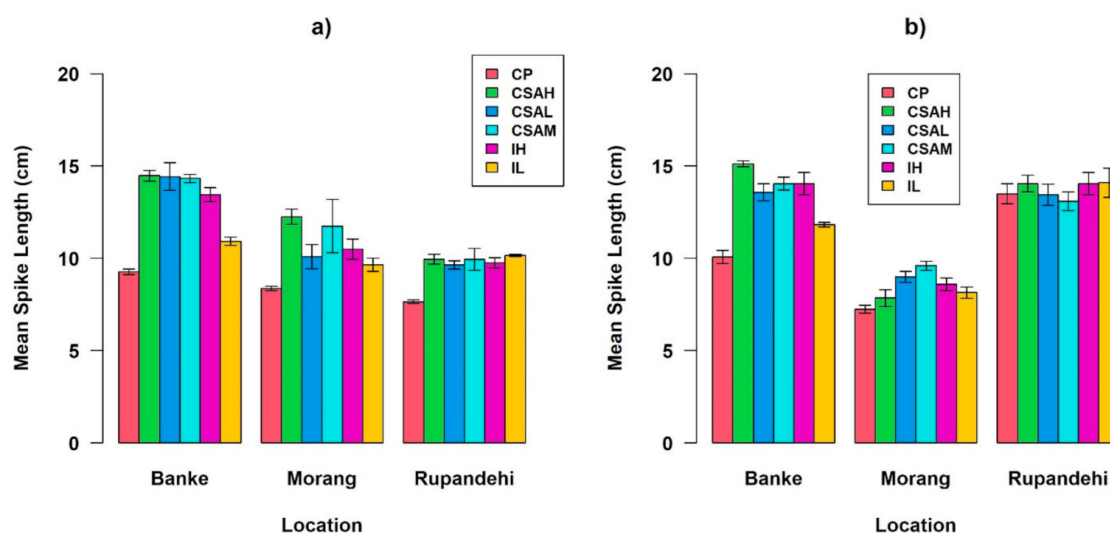 a)
Mean Spike Length (cm)
20
15
10
5
0
CP
CSAH
CSAL
CSAM
IH
IL
Banke Morang Rupandehi
Location
b)
Mean Spike Length (cm)
20
15
10
5
0
CP
CSAH
CSAL
CSAM
IH
IL
Banke Morang Rupandehi
Location